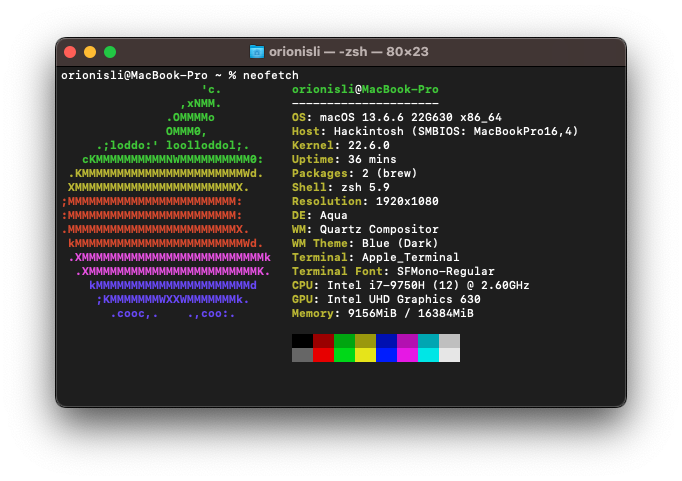 orionisli — -zsh — 80×23
orionisli@MacBook-Pro ~ % neofetch
                    'c.          orionisli@MacBook-Pro
                 ,xNMM.          ---------------------
               .OMMMMo           OS: macOS 13.6.6 22G630 x86_64
               OMMM0,            Host: Hackintosh (SMBIOS: MacBookPro16,4)
     .;loddo:' loolloddol;.      Kernel: 22.6.0
   cKMMMMMMMMMMNWMMMMMMMMMM0:    Uptime: 36 mins
 .KMMMMMMMMMMMMMMMMMMMMMMMWd.    Packages: 2 (brew)
 XMMMMMMMMMMMMMMMMMMMMMMMX.      Shell: zsh 5.9
;MMMMMMMMMMMMMMMMMMMMMMMM:       Resolution: 1920x1080
:MMMMMMMMMMMMMMMMMMMMMMMM:       DE: Aqua
.MMMMMMMMMMMMMMMMMMMMMMMMX.      WM: Quartz Compositor
 kMMMMMMMMMMMMMMMMMMMMMMMMWd.    WM Theme: Blue (Dark)
 .XMMMMMMMMMMMMMMMMMMMMMMMMMMk   Terminal: Apple_Terminal
  .XMMMMMMMMMMMMMMMMMMMMMMMMK.   Terminal Font: SFMono-Regular
    kMMMMMMMMMMMMMMMMMMMMMMd     CPU: Intel i7-9750H (12) @ 2.60GHz
     ;KMMMMMMMWXXWMMMMMMMk.      GPU: Intel UHD Graphics 630
       .cooc,.    .,coo:.        Memory: 9156MiB / 16384MiB